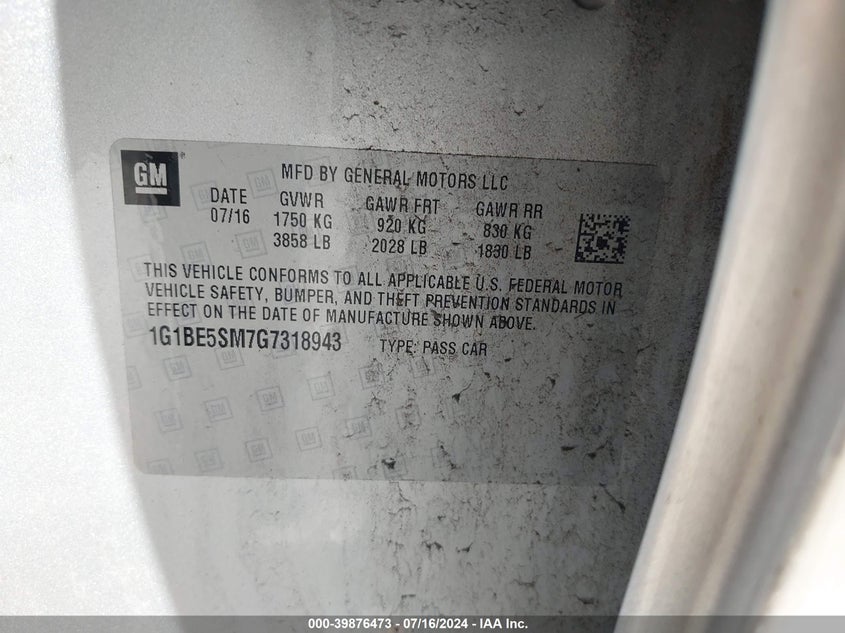 GM
MFD BY GENERAL MOTORS LLC
DATE GVWR GAWR FRT GAWR RR
07/16 1750 KG 920 KG 830 KG
3858 LB 2028 LB 1830 LB
THIS VEHICLE CONFORMS TO ALL APPLICABLE U.S. FEDERAL MOTOR
VEHICLE SAFETY, BUMPER, AND THEFT PREVENTION STANDARDS IN
EFFECT ON THE DATE OF MANUFACTURE SHOWN ABOVE.
1G1BE5SM7G7318943 TYPE: PASS CAR
000-39876473 - 07/16/2024 - IAA Inc.